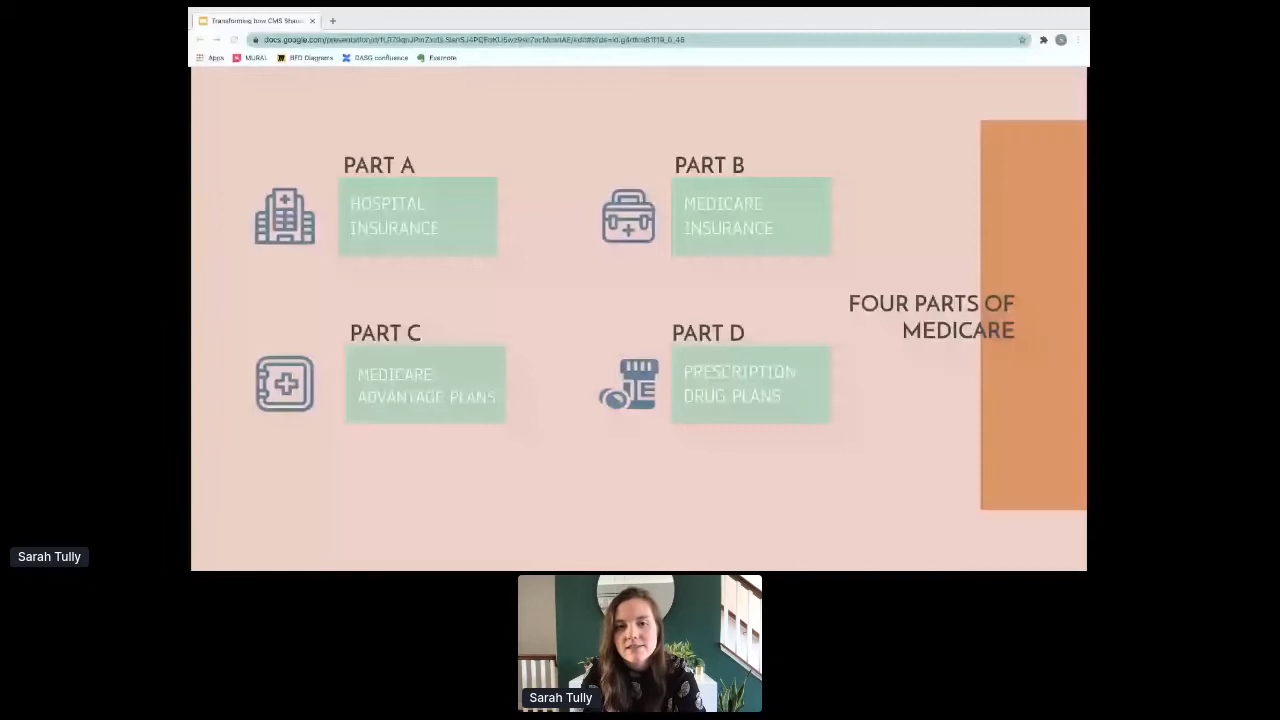 Transforming how CMS Shares
Apps MURAL BFD Diagrams DASG confluence Evernote
PART A
HOSPITAL
INSURANCE
PART B
MEDICARE
INSURANCE
PART C
MEDICARE
ADVANTAGE PLANS
PART D
PRESCRIPTION
DRUG PLANS
FOUR PARTS OF
MEDICARE
Sarah Tully
Sarah Tully